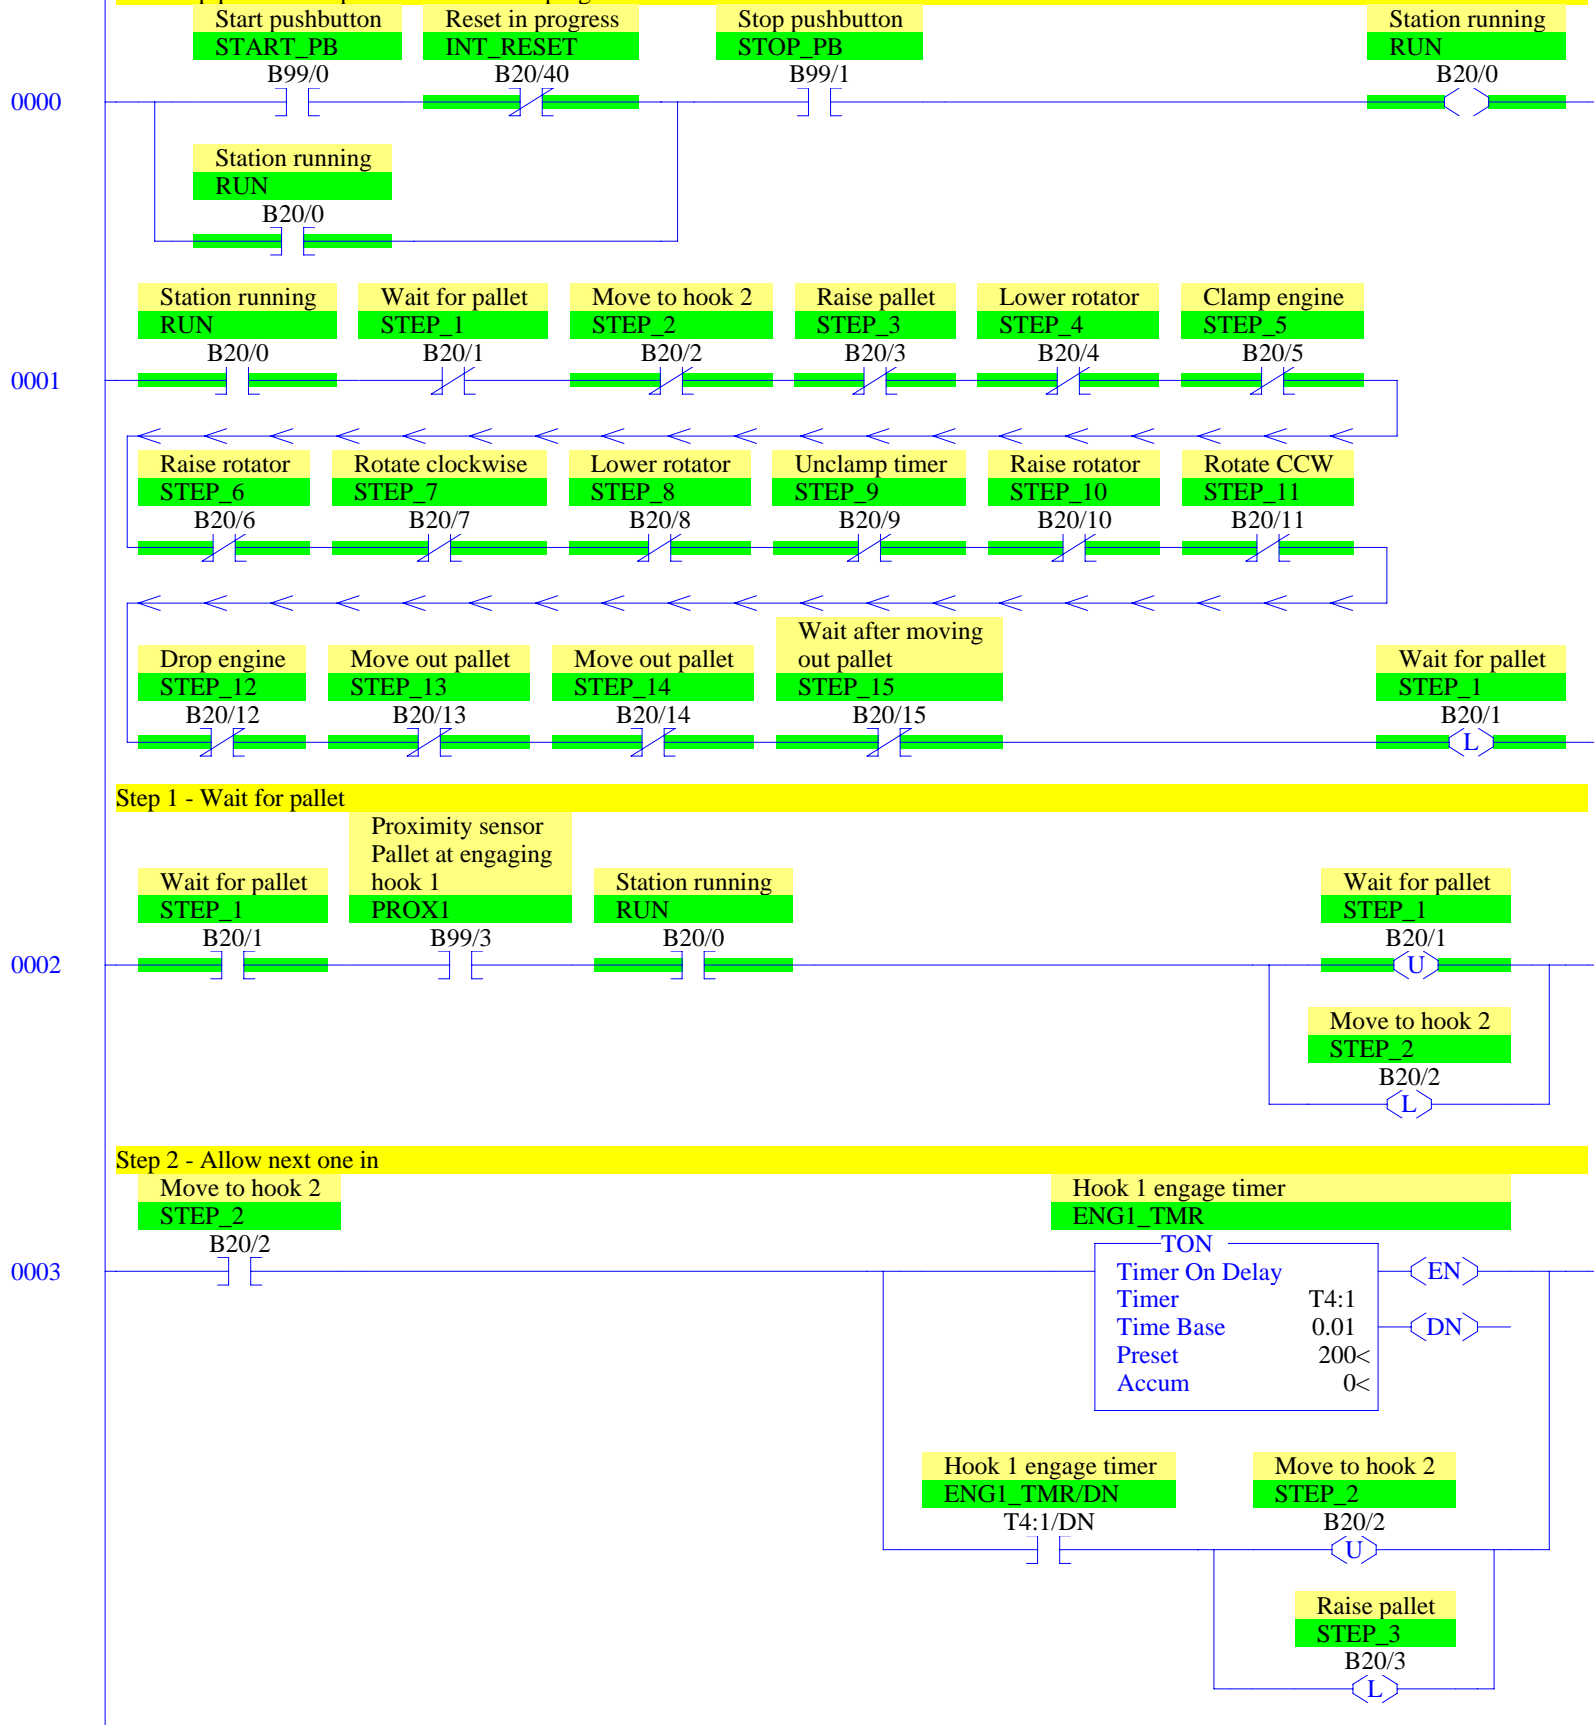 Start pushbutton Reset in progress Stop pushbutton Station running
START_PB INT_RESET STOP_PB RUN
B99/0 B20/40 B99/1 B20/0
0000
Station running
RUN
B20/0
Station running Wait for pallet Move to hook 2 Raise pallet Lower rotator Clamp engine
RUN STEP_1 STEP_2 STEP_3 STEP_4 STEP_5
B20/0 B20/1 B20/2 B20/3 B20/4 B20/5
0001
Raise rotator Rotate clockwise Lower rotator Unclamp timer Raise rotator Rotate CCW
STEP_6 STEP_7 STEP_8 STEP_9 STEP_10 STEP_11
B20/6 B20/7 B20/8 B20/9 B20/10 B20/11
Wait after moving
Drop engine Move out pallet Move out pallet out pallet Wait for pallet
STEP_12 STEP_13 STEP_14 STEP_15 STEP_1
B20/12 B20/13 B20/14 B20/15 B20/1
L
Step 1 - Wait for pallet
Proximity sensor
Pallet at engaging
Wait for pallet hook 1 Station running Wait for pallet
STEP_1 PROX1 RUN STEP_1
B20/1 B99/3 B20/0 B20/1
0002 U
Move to hook 2
STEP_2
B20/2
L
Step 2 - Allow next one in
Move to hook 2 Hook 1 engage timer
STEP_2 ENG1_TMR
B20/2 TON
0003 Timer On Delay EN
Timer T4:1
Time Base 0.01 DN
Preset 200<
Accum 0<
Hook 1 engage timer Move to hook 2
ENG1_TMR/DN STEP_2
T4:1/DN B20/2
U
Raise pallet
STEP_3
B20/3
L